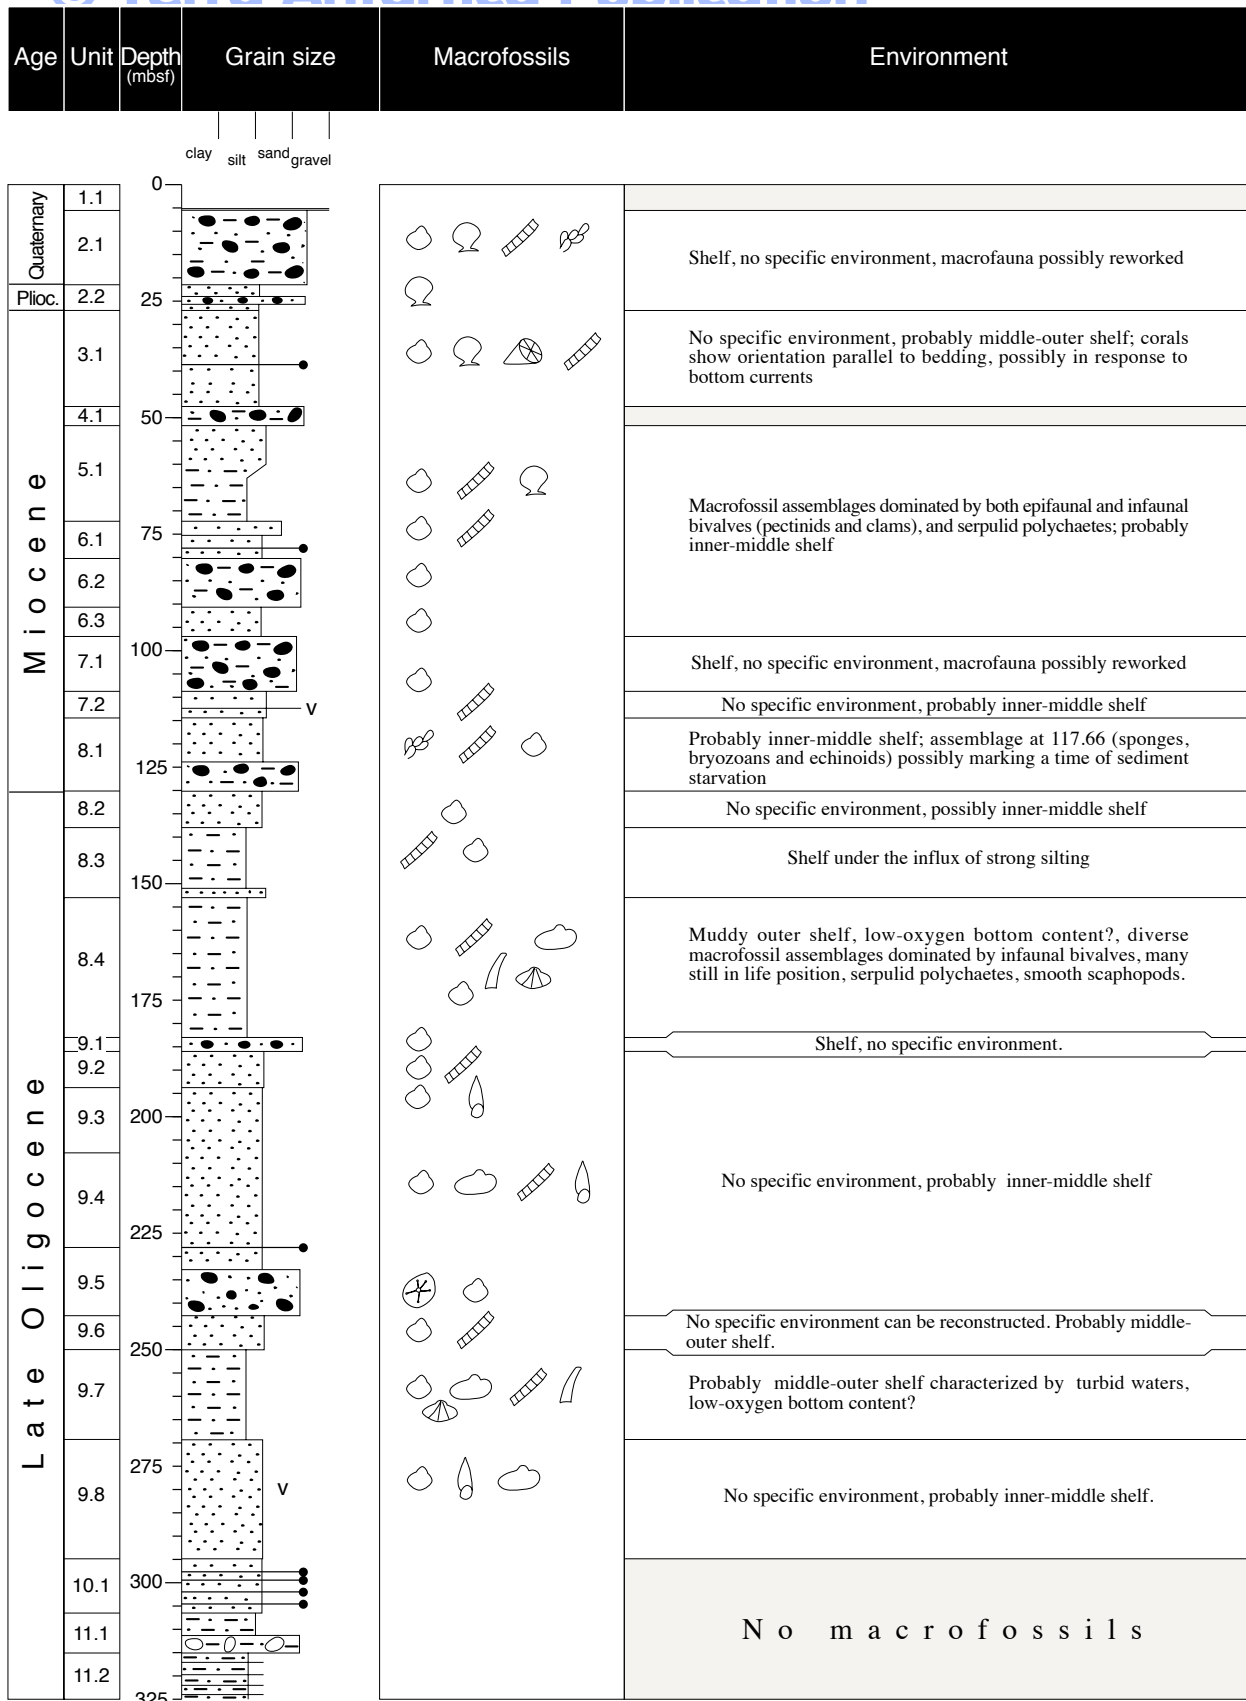 © Terra Antartica Publication
Age Unit Depth (mbsf) Grain size Macrofossils Environment
clay silt sand gravel
0
1.1
Quaternary
2.1
Shelf, no specific environment, macrofauna possibly reworked
Plioc.
2.2
25
3.1
No specific environment, probably middle-outer shelf; corals
show orientation parallel to bedding, possibly in response to
bottom currents
4.1
50
Miocene
5.1
Macrofossil assemblages dominated by both epifaunal and infaunal
bivalves (pectinids and clams), and serpulid polychaetes; probably
inner-middle shelf
75
6.1
6.2
6.3
100
7.1
Shelf, no specific environment, macrofauna possibly reworked
7.2
v
No specific environment, probably inner-middle shelf
8.1
Probably inner-middle shelf; assemblage at 117.66 (sponges,
bryozoans and echinoids) possibly marking a time of sediment
starvation
125
8.2
No specific environment, possibly inner-middle shelf
8.3
Shelf under the influx of strong silting
150
Late Oligocene
8.4
Muddy outer shelf, low-oxygen bottom content?, diverse
macrofossil assemblages dominated by infaunal bivalves, many
still in life position, serpulid polychaetes, smooth scaphopods.
175
9.1
Shelf, no specific environment.
9.2
200
9.3
9.4
No specific environment, probably inner-middle shelf
225
9.5
9.6
No specific environment can be reconstructed. Probably middle-
outer shelf.
250
9.7
Probably middle-outer shelf characterized by turbid waters,
low-oxygen bottom content?
275
9.8
v
No specific environment, probably inner-middle shelf.
300
10.1
No macrofossils
11.1
11.2
325